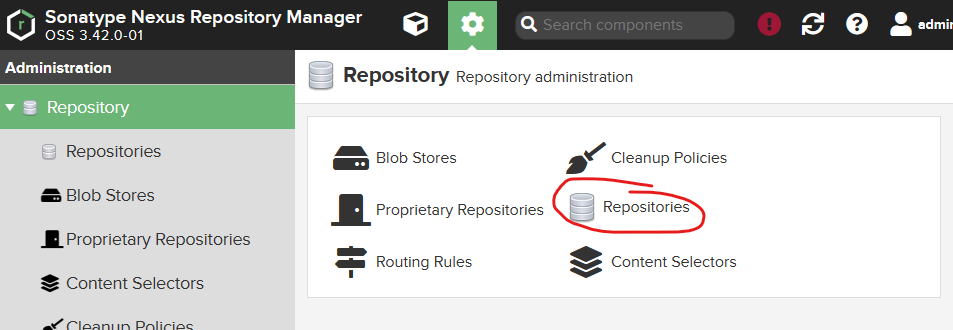 Sonatype Nexus Repository Manager
OSS 3.42.0-01
Search components
admin
Administration
Repository
Repositories
Blob Stores
Proprietary Repositories
Content Selectors
Cleanup Policies
Repository Repository administration
Blob Stores
Cleanup Policies
Proprietary Repositories
Repositories
Routing Rules
Content Selectors